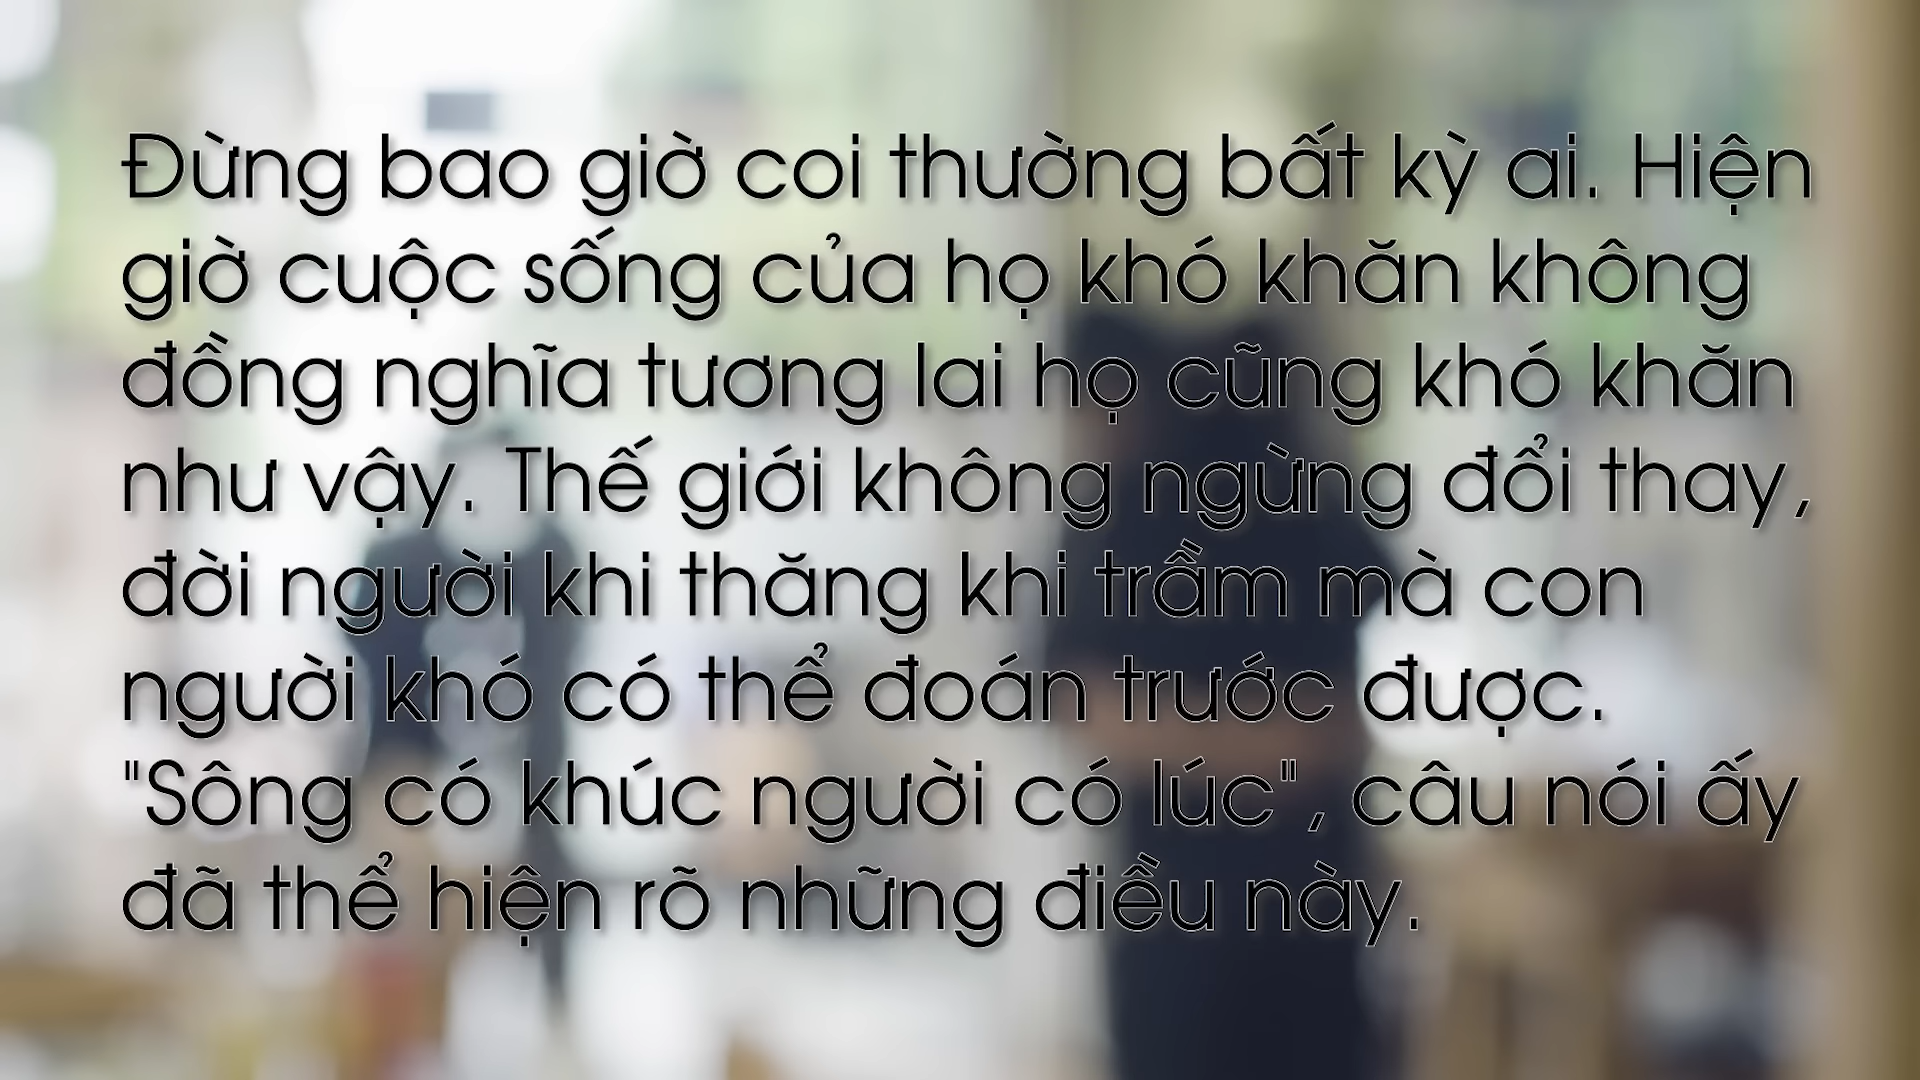 Đừng bao giờ coi thường bất kỳ ai. Hiện
giờ cuộc sống của họ khó khăn không
đồng nghĩa tương lai họ cũng khó khăn
như vậy. Thế giới không ngừng đổi thay,
đời người khi thăng khi trầm mà con
người khó có thể đoán trước được.
"Sông có khúc người có lúc", câu nói ấy
đã thể hiện rõ những điều này.